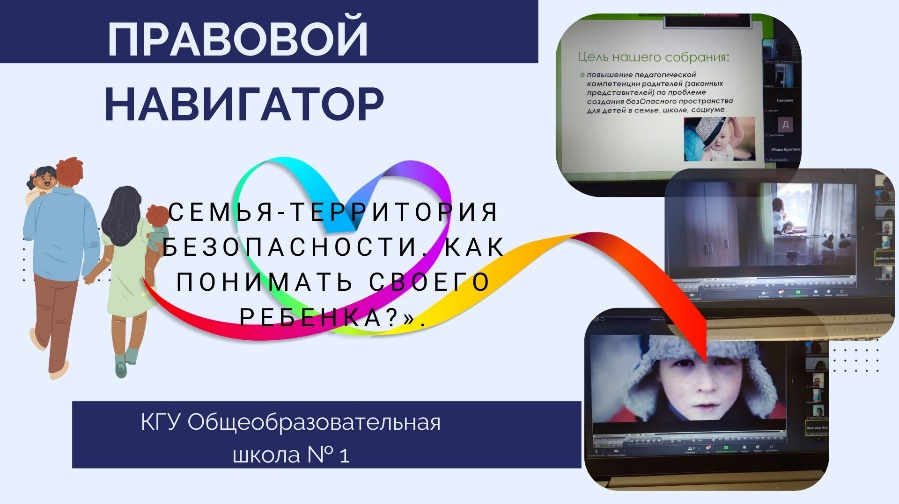 ПРАВОВОЙ
НАВИГАТОР
СЕМЬЯ-ТЕРРИТОРИЯ
БЕЗОПАСНОСТИ. КАК
ПОНИМАТЬ СВОЕГО
РЕБЕНКА?».
КГУ Общеобразовательная
школа № 1
Цель нашего собрания:
повышение педагогической
компетенции родителей (законных
представителей) по проблеме
создания безОпасного пространства
для детей в семье, школе, социуме
Д